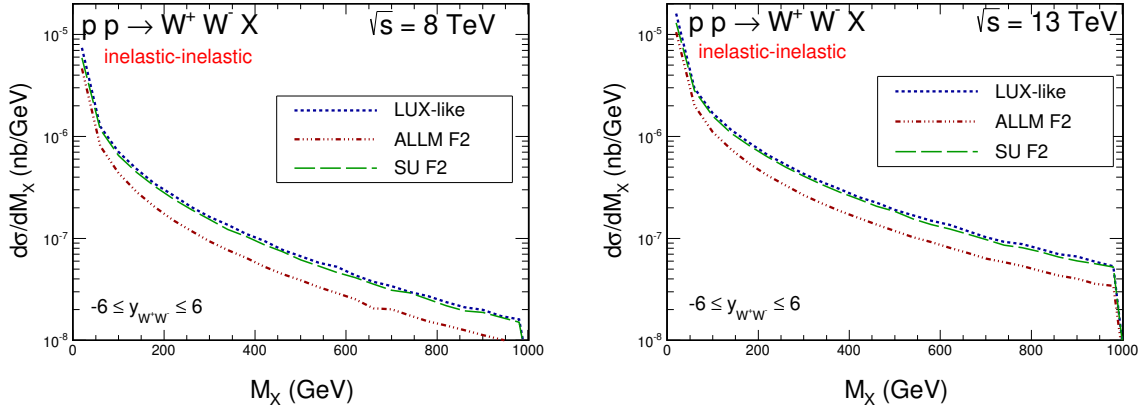 p p → W⁺ W⁻ X √s = 8 TeV
inelastic-inelastic
LUX-like
ALLM F2
SU F2
-6 ≤ y_{W⁺W⁻} ≤ 6
dσ/dM_X (nb/GeV)
10⁻⁵
10⁻⁶
10⁻⁷
10⁻⁸
0 200 400 600 800 1000
M_X (GeV)
p p → W⁺ W⁻ X √s = 13 TeV
inelastic-inelastic
LUX-like
ALLM F2
SU F2
-6 ≤ y_{W⁺W⁻} ≤ 6
dσ/dM_X (nb/GeV)
10⁻⁵
10⁻⁶
10⁻⁷
10⁻⁸
0 200 400 600 800 1000
M_X (GeV)